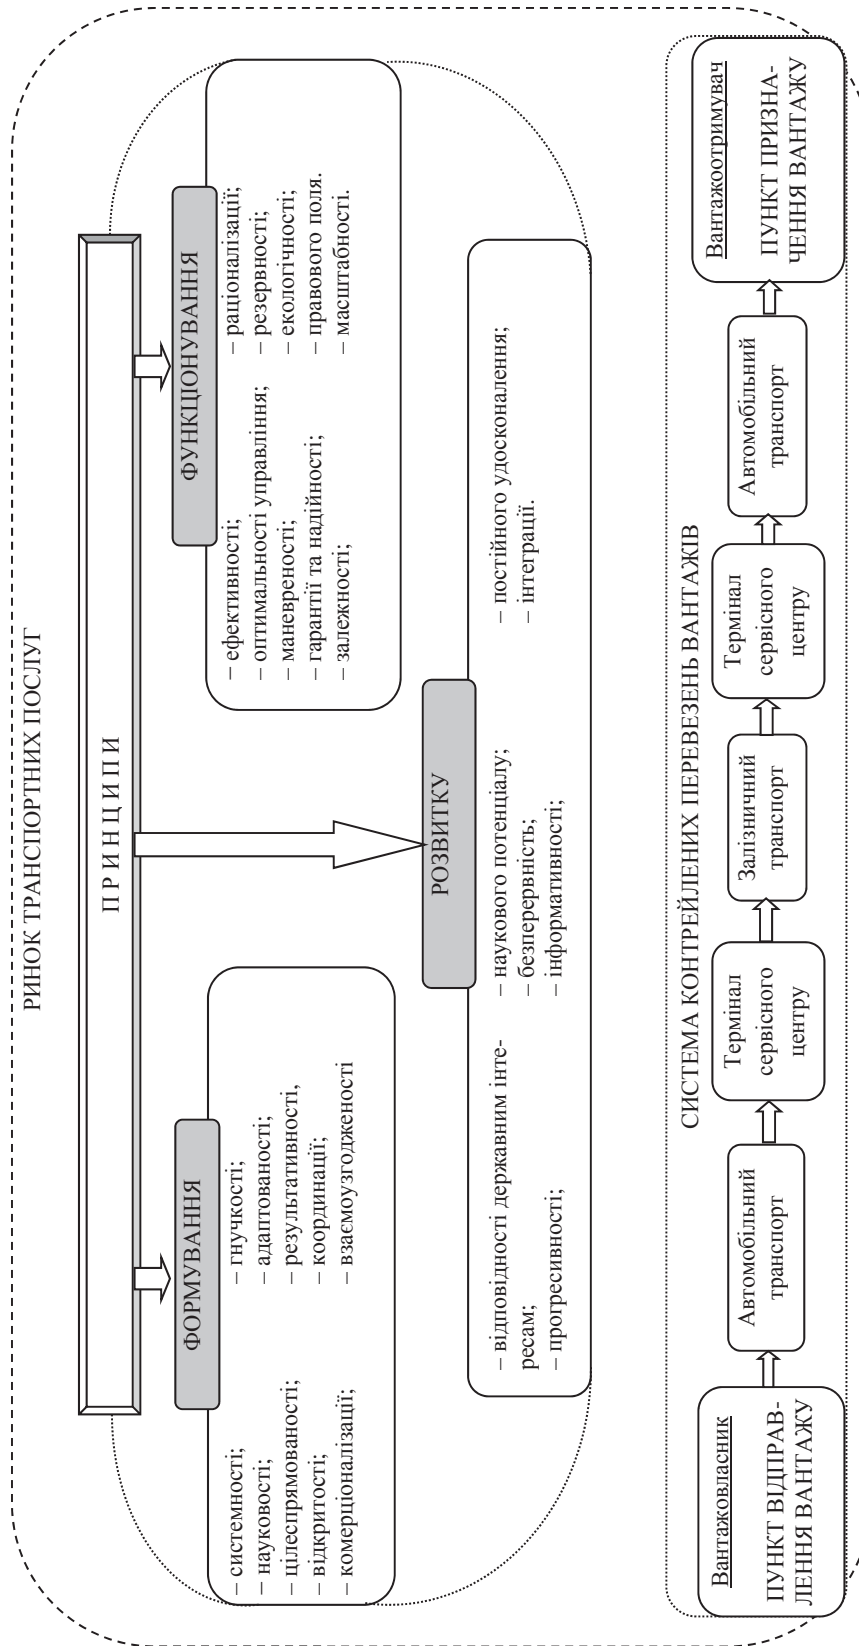 РИНОК ТРАНСПОРТНИХ ПОСЛУГ
ПРИНЦИПИ
ФОРМУВАННЯ
– системності;
– науковості;
– цілеспрямованості;
– відкритості;
– комерціоналізації;
– гнучкості;
– адаптованості;
– результативності,
– координації;
– взаємоузгодженості
ФУНКЦІОНУВАННЯ
– ефективності;
– оптимальності управління;
– маневреності;
– гарантії та надійності;
– залежності;
– раціоналізації;
– резервності;
– екологічності;
– правового поля.
– масштабності.
РОЗВИТКУ
– відповідності державним інте-
ресам;
– прогресивності;
– наукового потенціалу;
– безперервність;
– інформативності;
– постійного удосконалення;
– інтеграції.
СИСТЕМА КОНТРЕЙЛЕНИХ ПЕРЕВЕЗЕНЬ ВАНТАЖІВ
Вантажовласник
ПУНКТ ВІДПРАВ-
ЛЕННЯ ВАНТАЖУ
Автомобільний
транспорт
Термінал
сервісного
центру
Залізничний
транспорт
Термінал
сервісного
центру
Автомобільний
транспорт
Вантажоотримувач
ПУНКТ ПРИЗНА-
ЧЕННЯ ВАНТАЖУ